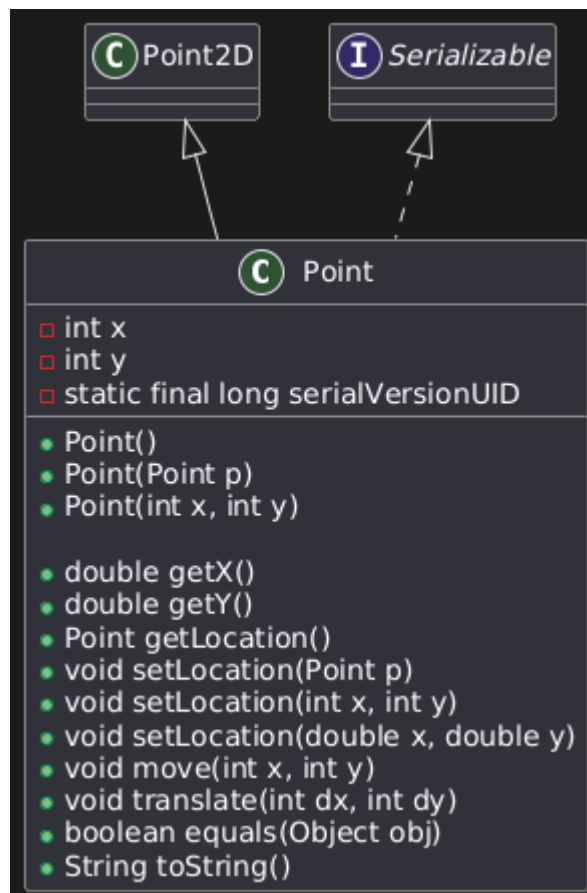 C Point2D
I Serializable
C Point
int x
int y
static final long serialVersionUID
Point()
Point(Point p)
Point(int x, int y)
double getX()
double getY()
Point getLocation()
void setLocation(Point p)
void setLocation(int x, int y)
void setLocation(double x, double y)
void move(int x, int y)
void translate(int dx, int dy)
boolean equals(Object obj)
String toString()